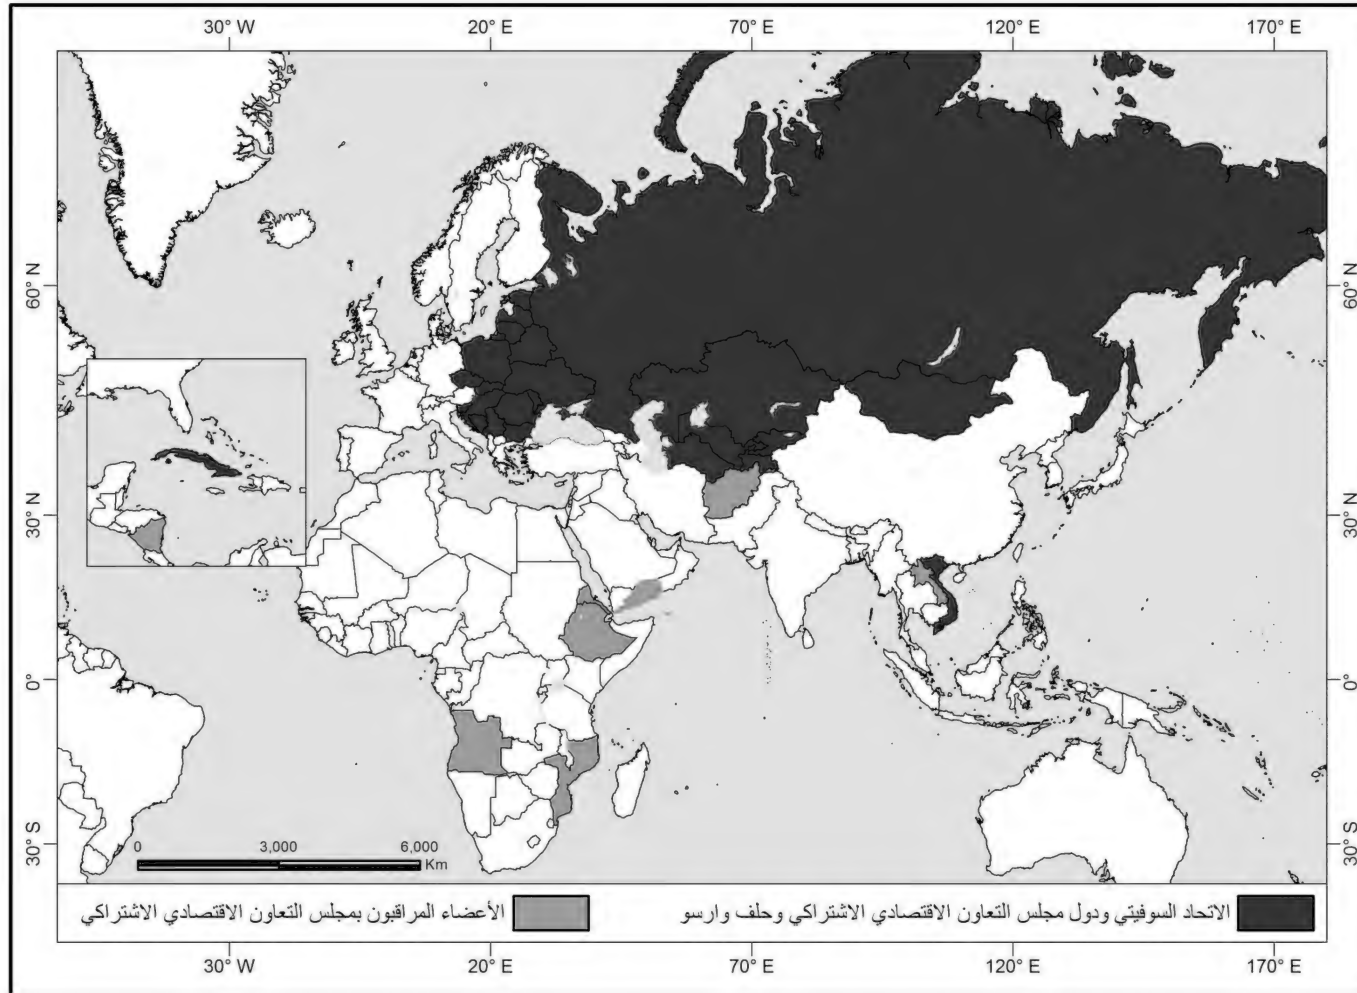 30° W 20° E 70° E 120° E 170° E
60° N 60° N
30° N 30° N
0° 0°
30° S 30° S
0 3,000 6,000
Km
الاتحاد السوفيتي ودول مجلس التعاون الاقتصادي الاشتراكي وحلف وارسو
الأعضاء المراقبون بمجلس التعاون الاقتصادي الاشتراكي
30° W 20° E 70° E 120° E 170° E